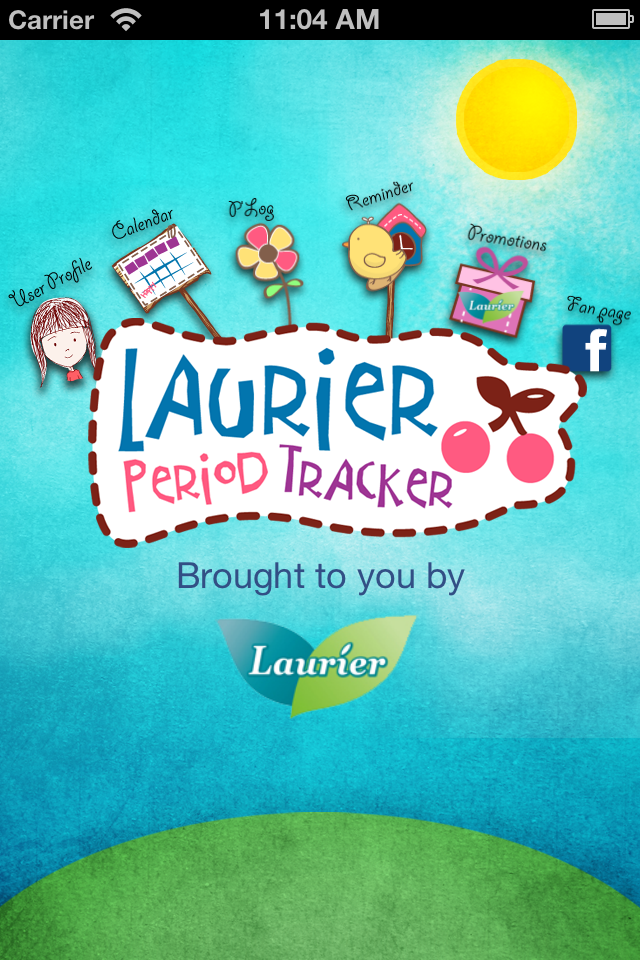 Carrier 11:04 AM
User Profile
Calendar
P Log
Reminder
Promotions
Laurier
Fan page
f
LAURIER
PERIOD TRACKER
Brought to you by
Laurier